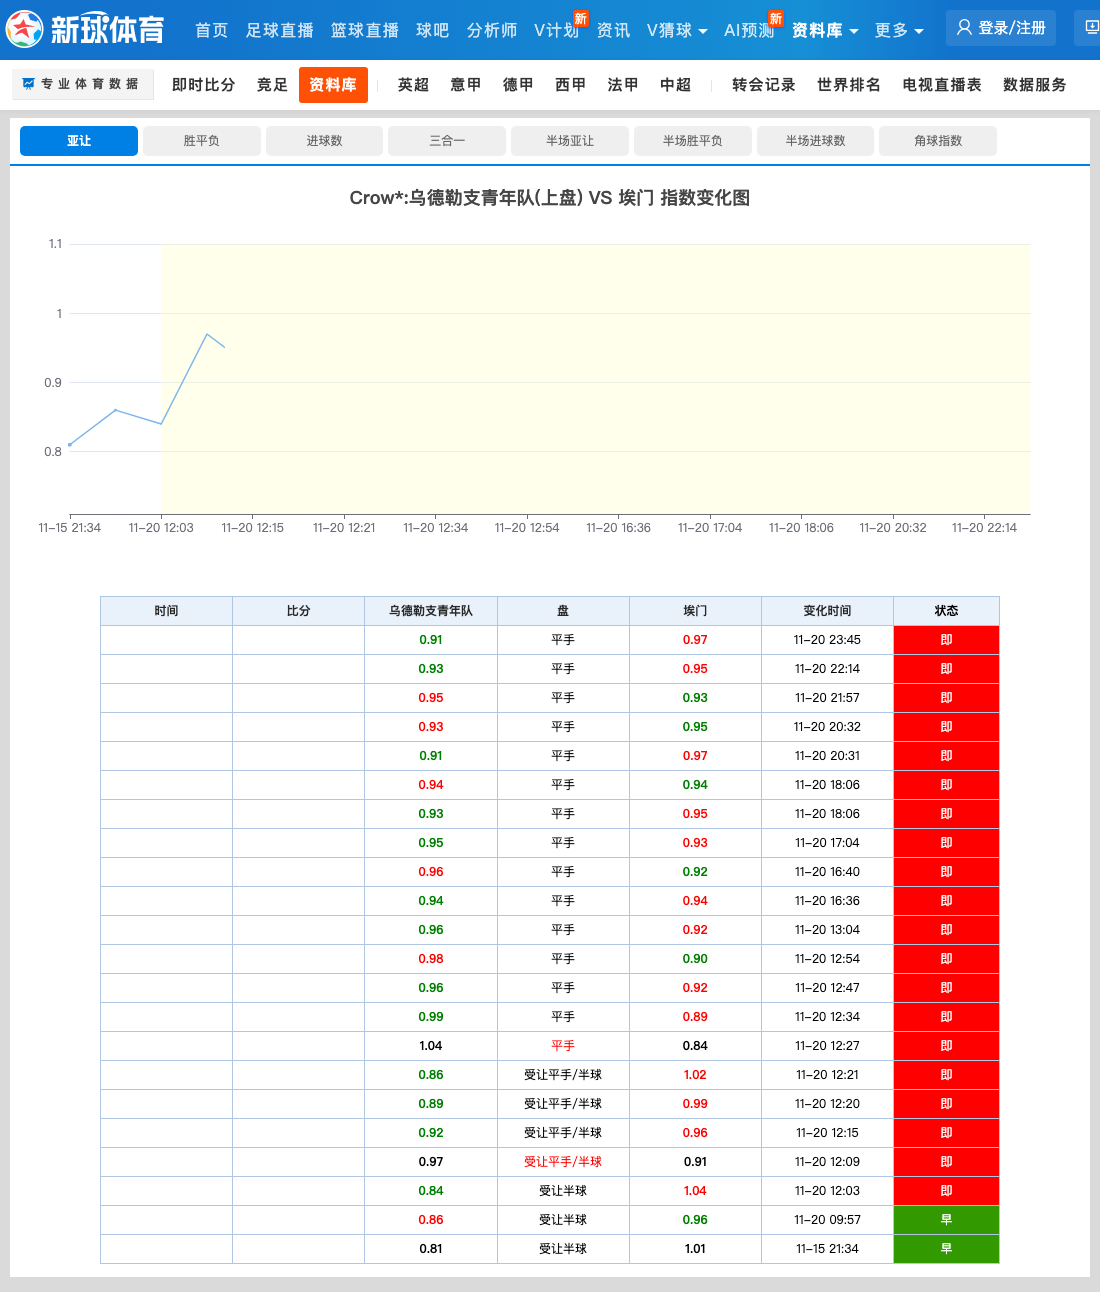 新球体育 首页 足球直播 篮球直播 球吧 分析师 V计划 新 资讯 V猜球 AI预测 新 资料库 更多 登录/注册
专业体育数据 即时比分 竞足 资料库 英超 意甲 德甲 西甲 法甲 中超 转会记录 世界排名 电视直播表 数据服务
亚让 胜平负 进球数 三合一 半场亚让 半场胜平负 半场进球数 角球指数
Crow*:乌德勒支青年队(上盘) VS 埃门 指数变化图
1.1
1
0.9
0.8
11-15 21:34 11-20 12:03 11-20 12:15 11-20 12:21 11-20 12:34 11-20 12:54 11-20 16:36 11-20 17:04 11-20 18:06 11-20 20:32 11-20 22:14
时间 比分 乌德勒支青年队 盘 埃门 变化时间 状态
0.91 平手 0.97 11-20 23:45 即
0.93 平手 0.95 11-20 22:14 即
0.95 平手 0.93 11-20 21:57 即
0.93 平手 0.95 11-20 20:32 即
0.91 平手 0.97 11-20 20:31 即
0.94 平手 0.94 11-20 18:06 即
0.93 平手 0.95 11-20 18:06 即
0.95 平手 0.93 11-20 17:04 即
0.96 平手 0.92 11-20 16:40 即
0.94 平手 0.94 11-20 16:36 即
0.96 平手 0.92 11-20 13:04 即
0.98 平手 0.90 11-20 12:54 即
0.96 平手 0.92 11-20 12:47 即
0.99 平手 0.89 11-20 12:34 即
1.04 平手 0.84 11-20 12:27 即
0.86 受让平手/半球 1.02 11-20 12:21 即
0.89 受让平手/半球 0.99 11-20 12:20 即
0.92 受让平手/半球 0.96 11-20 12:15 即
0.97 受让平手/半球 0.91 11-20 12:09 即
0.84 受让半球 1.04 11-20 12:03 即
0.86 受让半球 0.96 11-20 09:57 早
0.81 受让半球 1.01 11-15 21:34 早